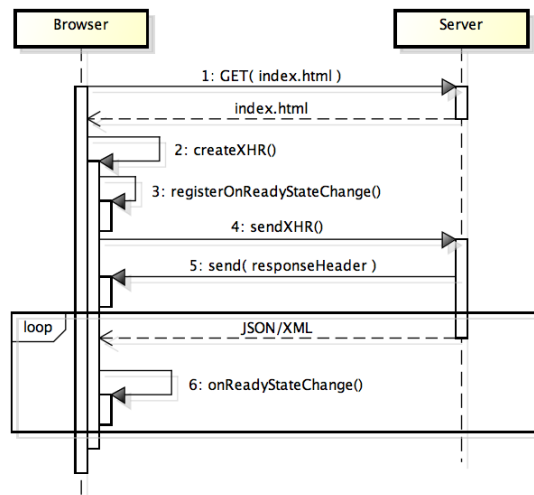 Browser
Server
1: GET( index.html )
index.html
2: createXHR()
3: registerOnReadyStateChange()
4: sendXHR()
5: send( responseHeader )
loop
JSON/XML
6: onReadyStateChange()